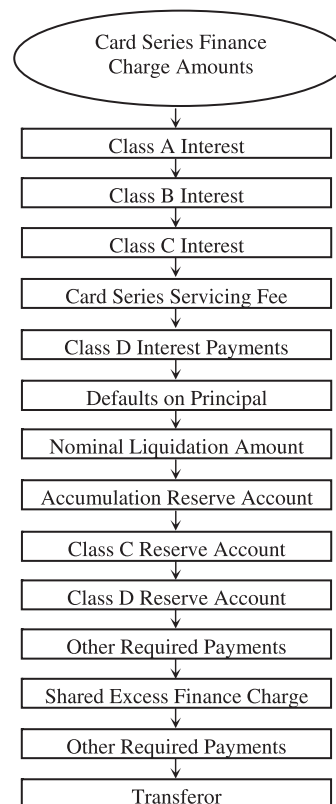 Card Series Finance
Charge Amounts
Class A Interest
Class B Interest
Class C Interest
Card Series Servicing Fee
Class D Interest Payments
Defaults on Principal
Nominal Liquidation Amount
Accumulation Reserve Account
Class C Reserve Account
Class D Reserve Account
Other Required Payments
Shared Excess Finance Charge
Other Required Payments
Transferor